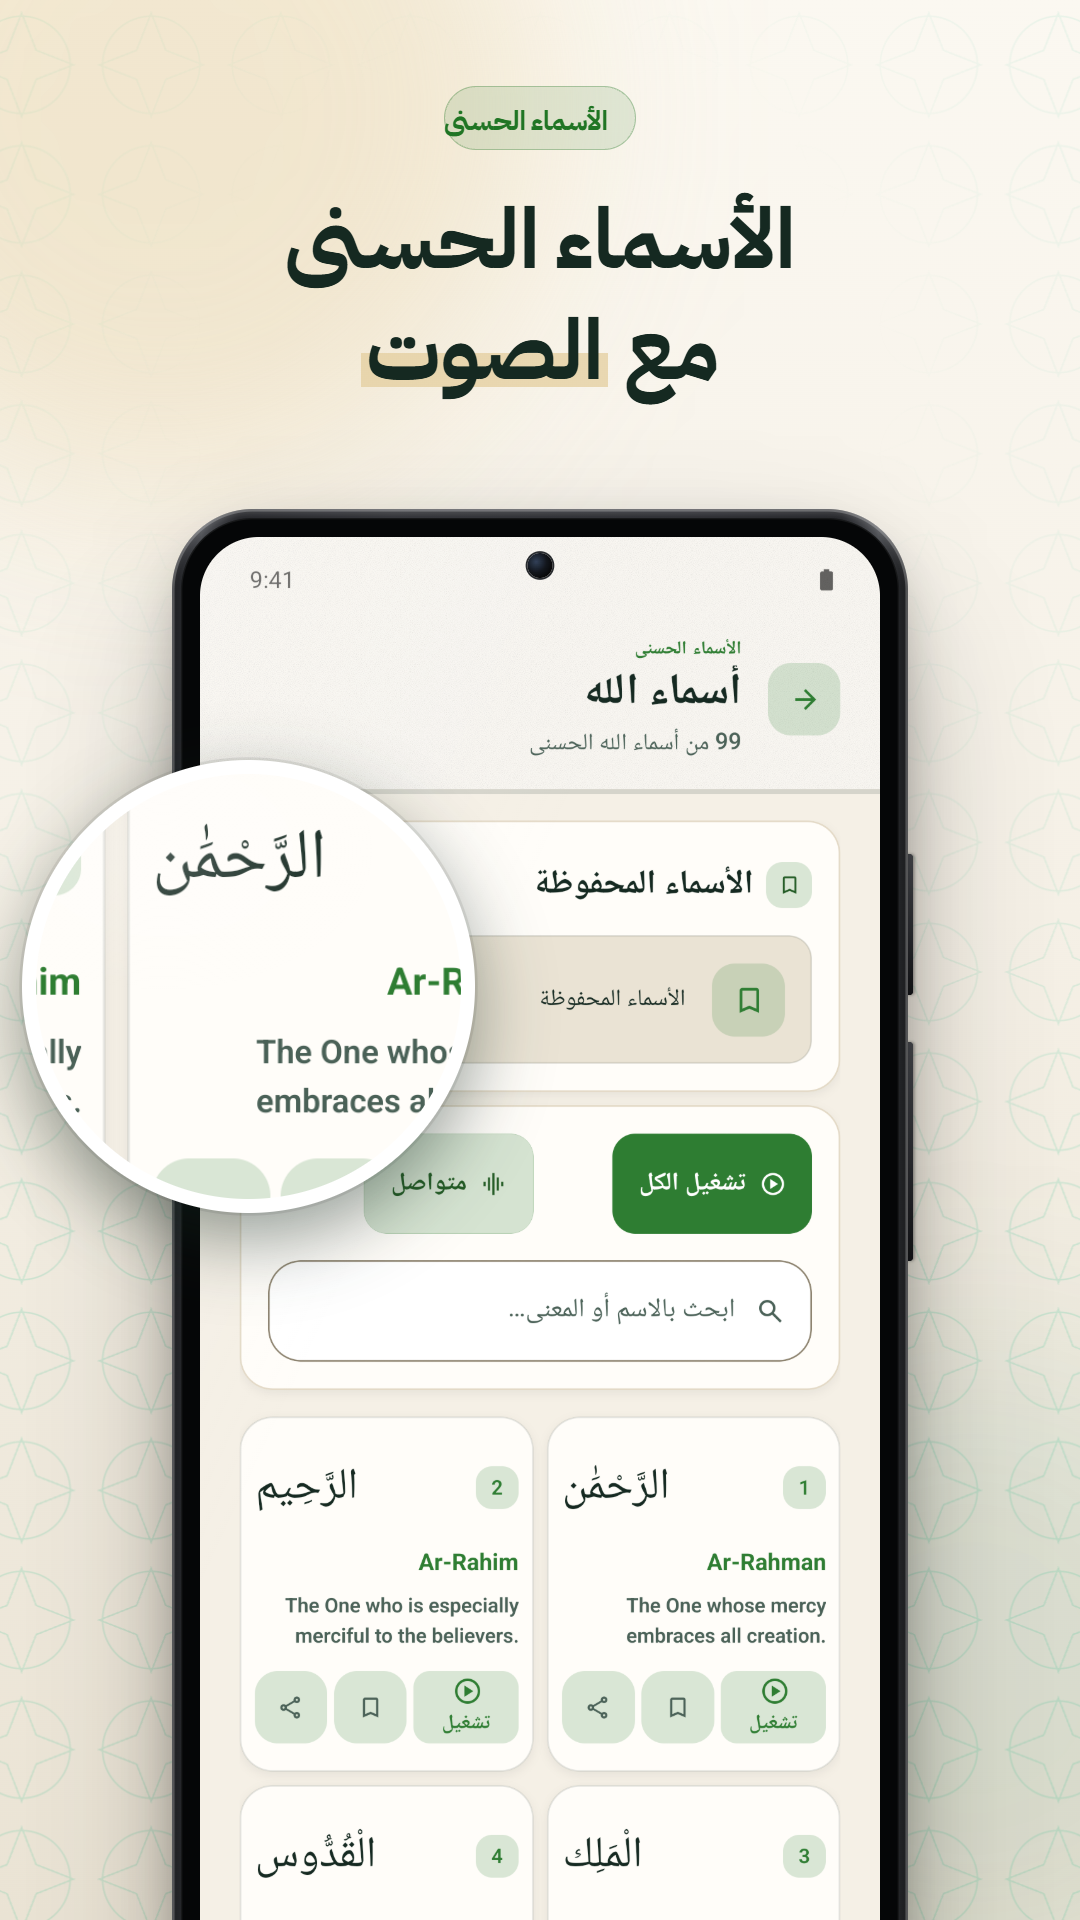 الأسماء الحسنى
الأسماء الحسنى
مع الصوت
9:41
الأسماء الحسنى
أسماء الله
99 من أسماء الله الحسنى
الرَّحْمَٰن
im
Ar-R
lly
The One who
embraces a
الأسماء المحفوظة
الأسماء المحفوظة
تشغيل الكل
متواصل
ابحث بالاسم أو المعنى...
1
الرَّحْمَٰن
Ar-Rahman
The One whose mercy
embraces all creation.
تشغيل
2
الرَّحِيم
Ar-Rahim
The One who is especially
merciful to the believers.
تشغيل
3
الْمَلِك
4
الْقُدُّوس